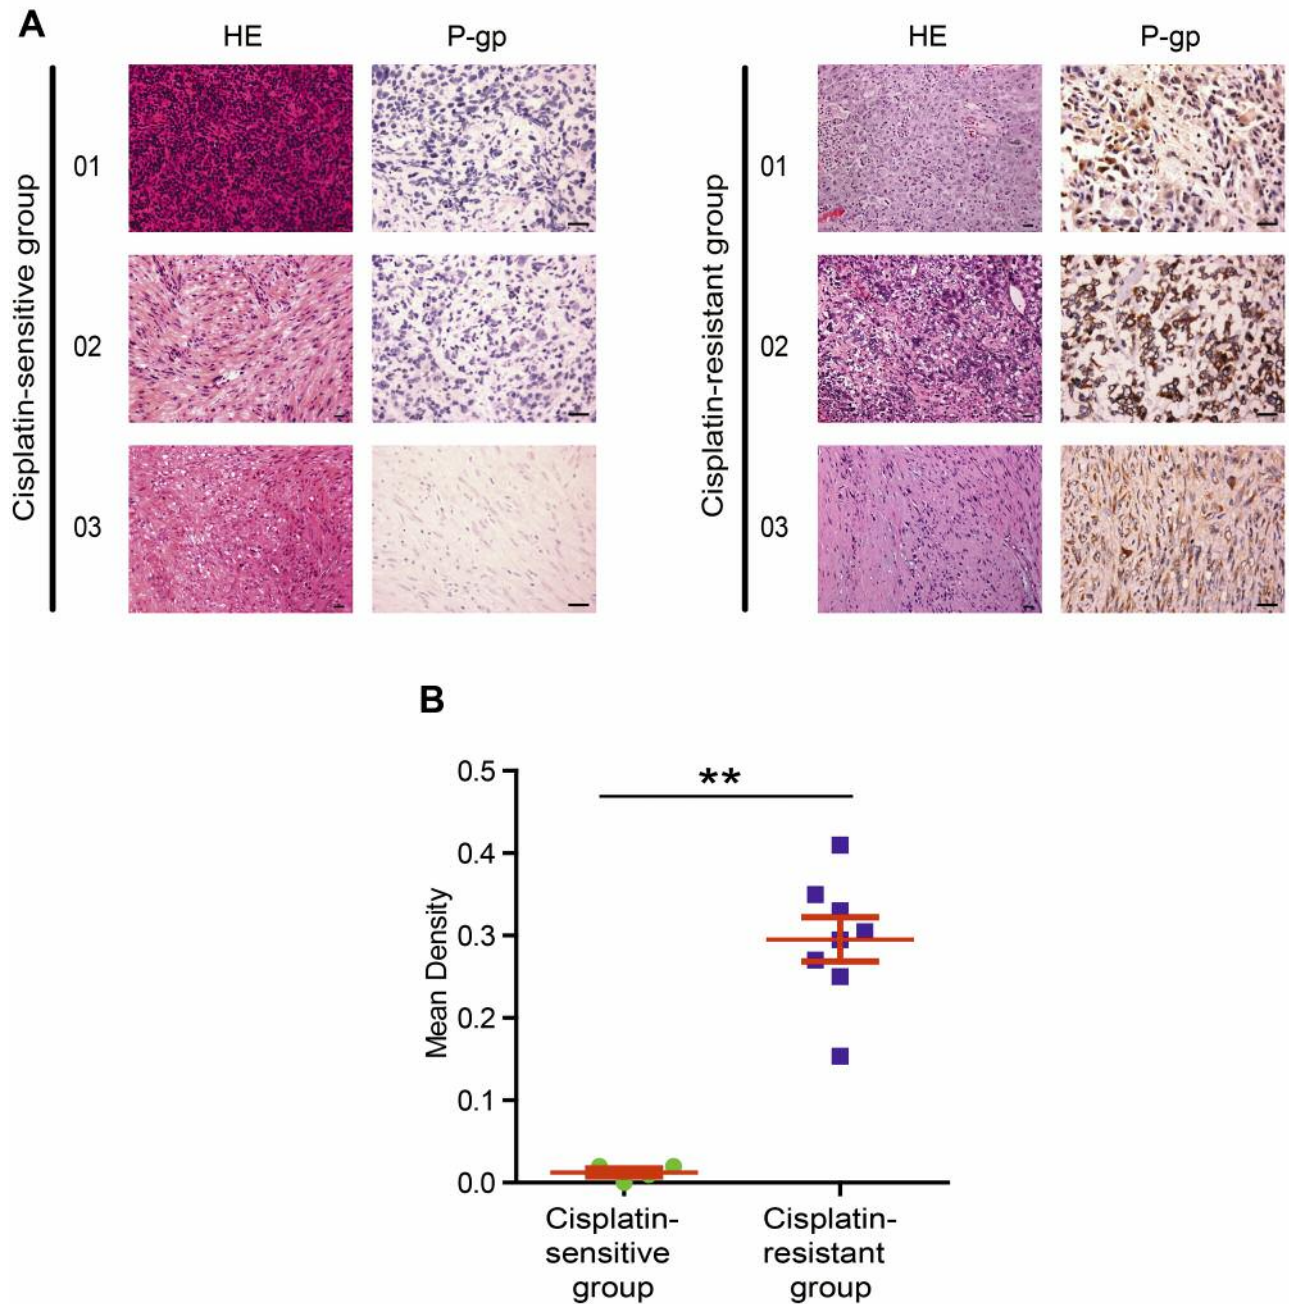 A
HE P-gp HE P-gp
Cisplatin-sensitive group
01
02
03
Cisplatin-resistant group
01
02
03
B
**
0.5
0.4
0.3
0.2
0.1
0.0
Mean Density
Cisplatin-
sensitive
group
Cisplatin-
resistant
group